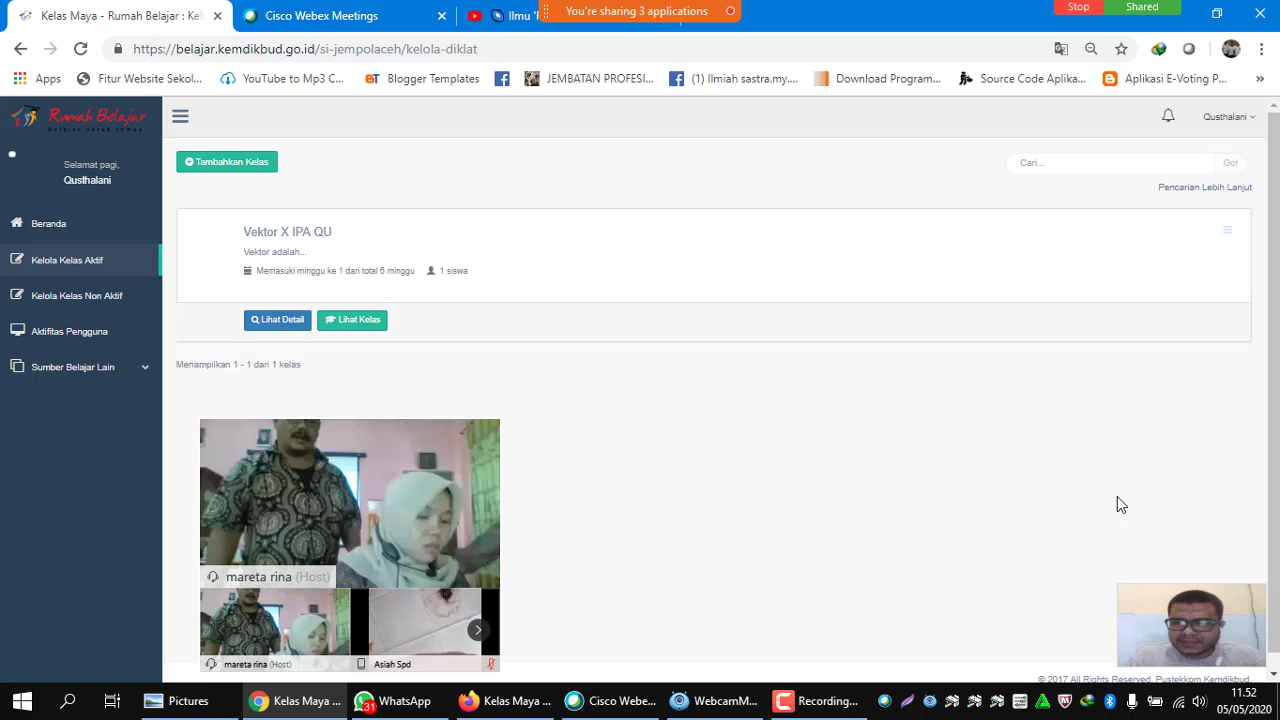 Kelas Maya - Rumah Belajar : Kel
Cisco Webex Meetings
You're sharing 3 applications
Stop
Shared
https://belajar.kemdikbud.go.id/si-jempolaceh/kelola-diklat
Apps
Fitur Website Sekol...
YouTube to Mp3 C...
Blogger Templates
JEMBATAN PROFESI...
(1) Ilmiah sastra.my....
Download Program...
Source Code Aplika...
Aplikasi E-Voting P...
Rumah Belajar
belajar untuk semua
Qusthalani
Selamat pagi,
Qusthalani
Tambahkan Kelas
Cari...
Go!
Pencarian Lebih Lanjut
Beranda
Kelola Kelas Aktif
Kelola Kelas Non Aktif
Aktifitas Pengguna
Sumber Belajar Lain
Vektor X IPA QU
Vektor adalah...
Memasuki minggu ke 1 dari total 6 minggu
1 siswa
Lihat Detail
Lihat Kelas
Menampilkan 1 - 1 dari 1 kelas
mareta rina (Host)
mareta rina (Host)
Asiah Spd
© 2017 All Rights Reserved. Pustekkom Kemdikbud.
Pictures
Kelas Maya ...
31
WhatsApp
Kelas Maya ...
Cisco Webe...
WebcamM...
Recording...
11.52
05/05/2020